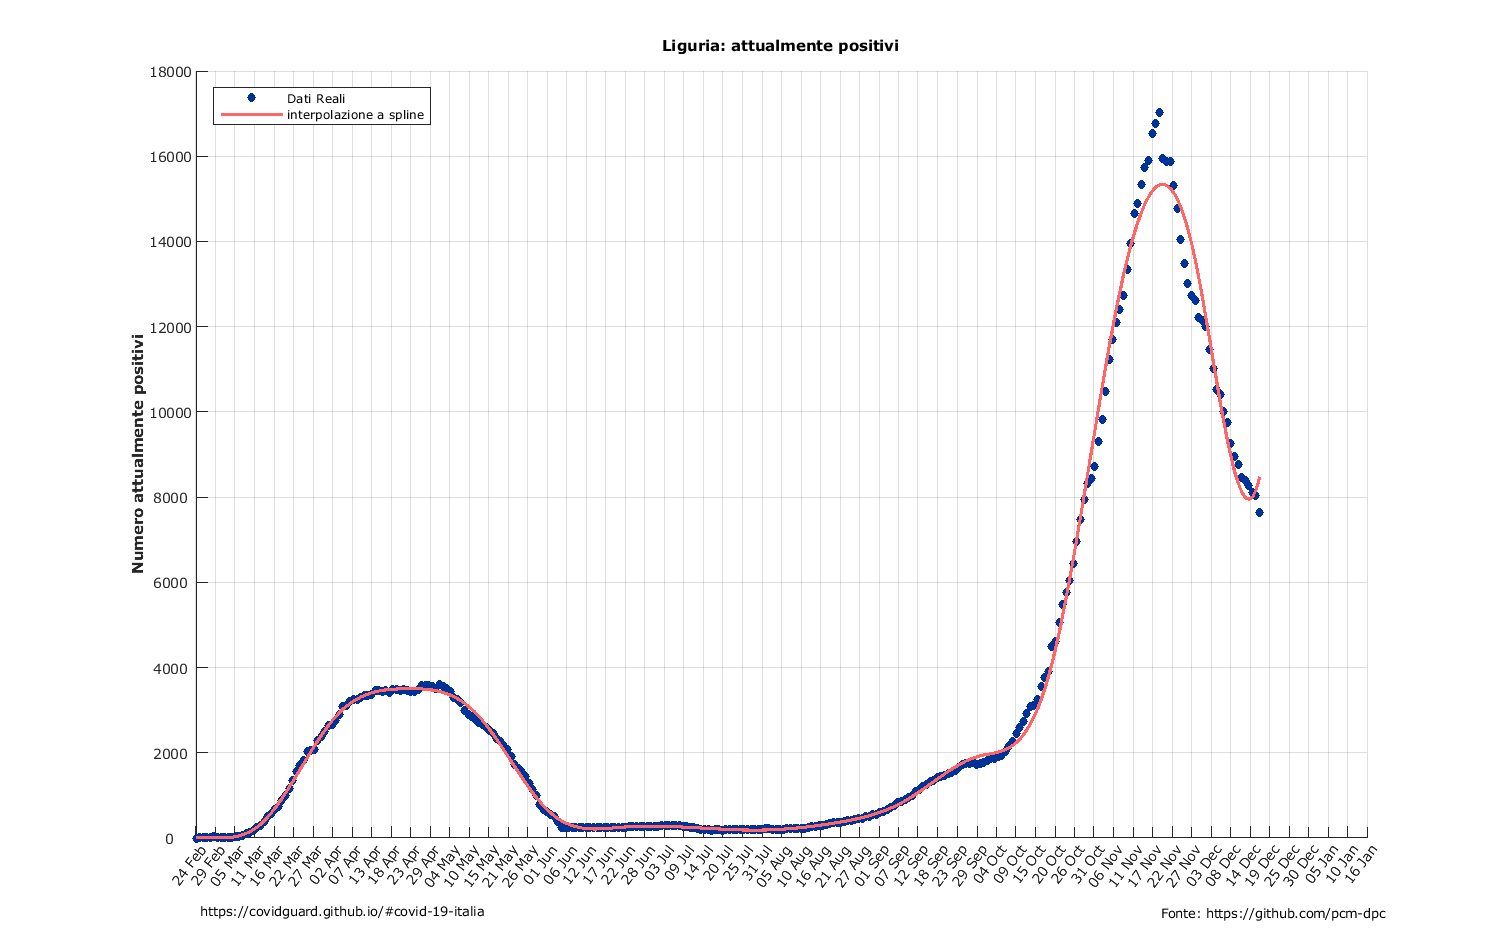 Liguria: attualmente positivi
18000
16000
14000
12000
10000
8000
6000
4000
2000
0
Numero attualmente positivi
Dati Reali
interpolazione a spline
24 Feb
29 Feb
05 Mar
11 Mar
16 Mar
22 Mar
27 Mar
02 Apr
07 Apr
13 Apr
18 Apr
23 Apr
29 Apr
04 May
10 May
15 May
21 May
26 May
01 Jun
06 Jun
12 Jun
17 Jun
22 Jun
28 Jun
03 Jul
09 Jul
14 Jul
20 Jul
25 Jul
31 Jul
05 Aug
10 Aug
16 Aug
21 Aug
27 Aug
01 Sep
07 Sep
12 Sep
18 Sep
23 Sep
29 Sep
04 Oct
09 Oct
15 Oct
20 Oct
26 Oct
31 Oct
06 Nov
11 Nov
17 Nov
22 Nov
27 Nov
03 Dec
08 Dec
14 Dec
19 Dec
25 Dec
30 Dec
05 Jan
10 Jan
16 Jan
https://covidguard.github.io/#covid-19-italia
Fonte: https://github.com/pcm-dpc